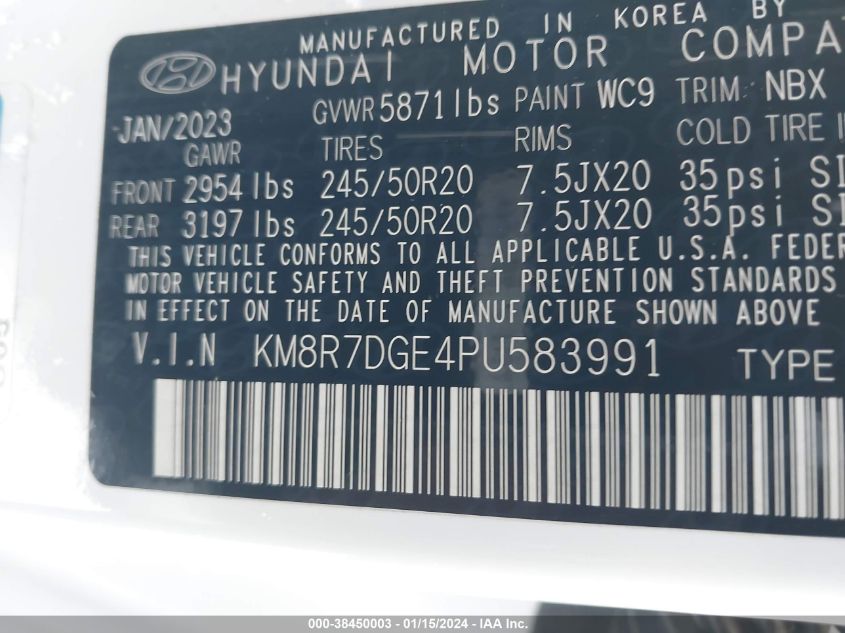 MANUFACTURED IN KOREA BY
HYUNDAI MOTOR COMPA
JAN/2023 GVWR 5871 lbs PAINT WC9 TRIM: NBX
GAWR TIRES RIMS COLD TIRE
FRONT 2954 lbs 245/50R20 7.5JX20 35psi
REAR 3197 lbs 245/50R20 7.5JX20 35psi
THIS VEHICLE CONFORMS TO ALL APPLICABLE U.S.A. FEDER
MOTOR VEHICLE SAFETY AND THEFT PREVENTION STANDARDS
IN EFFECT ON THE DATE OF MANUFACTURE SHOWN ABOVE
V.I.N KM8R7DGE4PU583991 TYPE
000-38450003 - 01/15/2024 - IAAI.COM